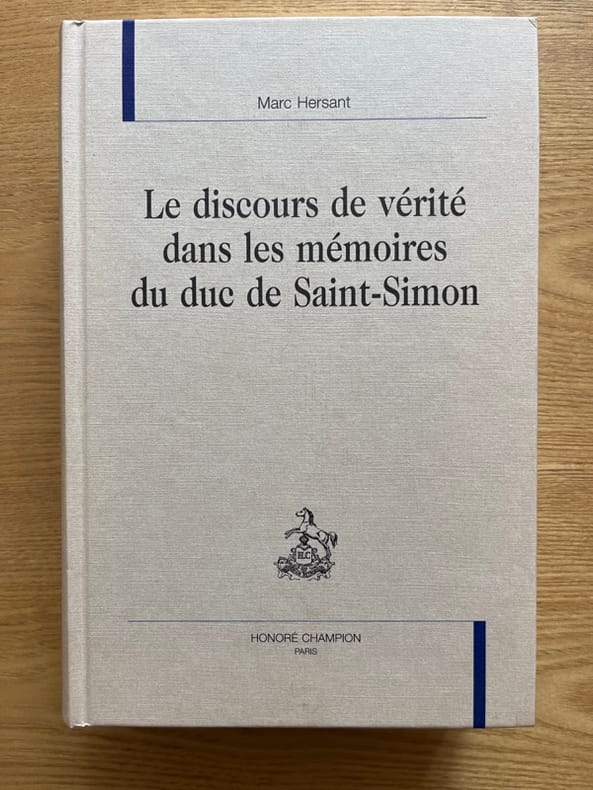 Marc Hersant
Le discours de vérité
dans les mémoires
du duc de Saint-Simon
H.C
HONORÉ CHAMPION
PARIS